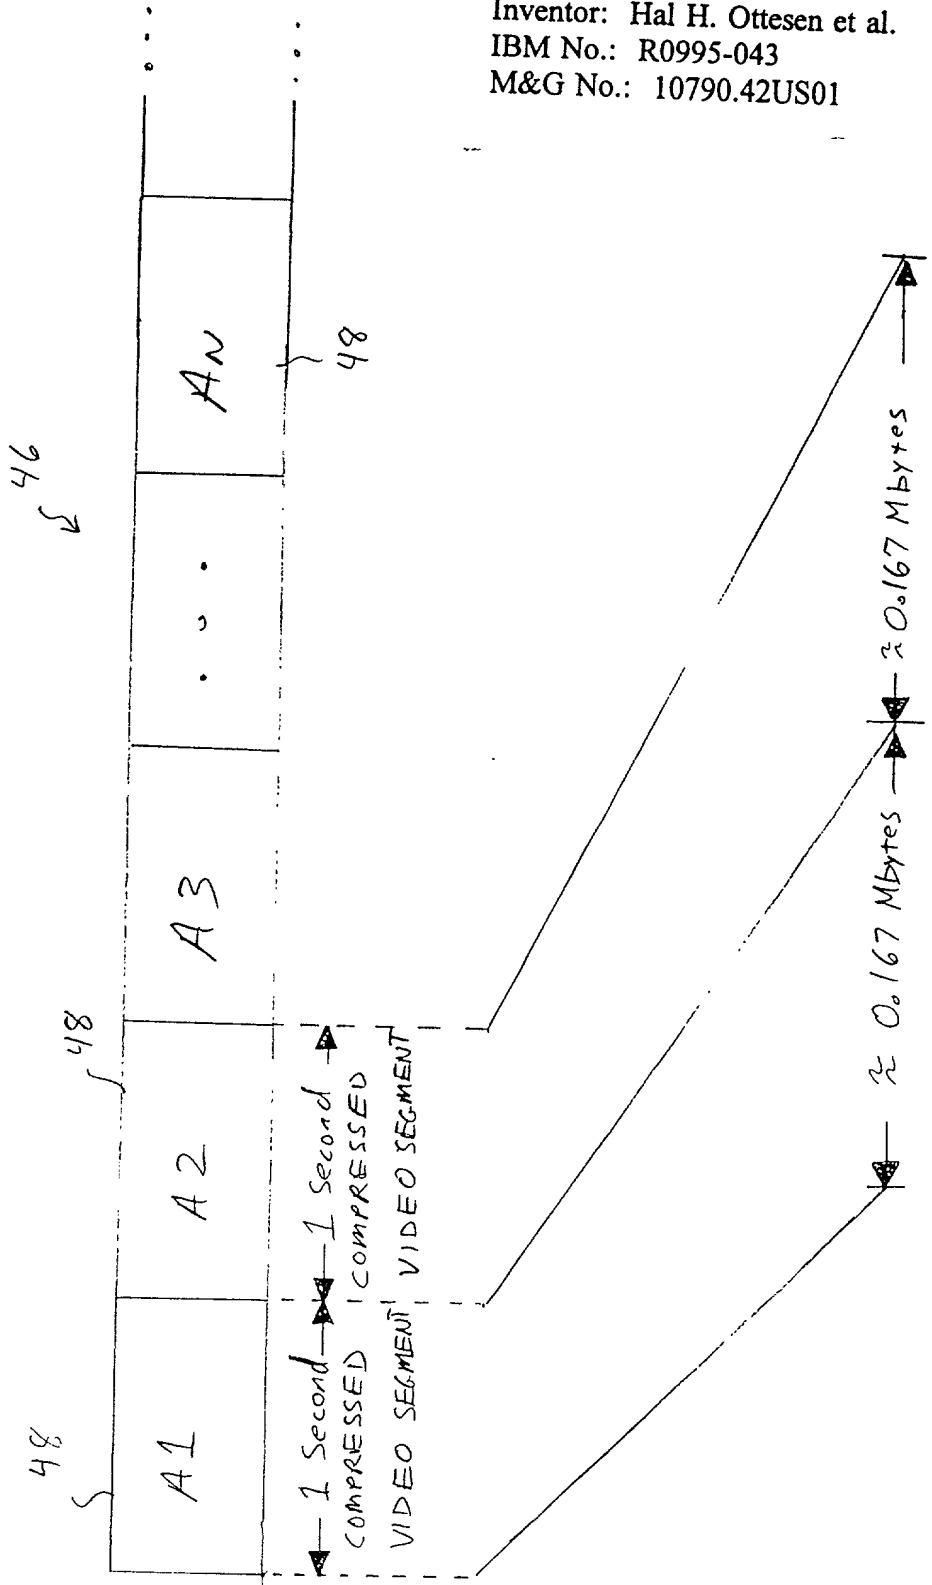 Inventor: Hal H. Ottesen et al.
IBM No.: R0995-043
M&G No.: 10790.42US01
46
48
48
48
A1
A2
A3
...
AN
1 Second
COMPRESSED
VIDEO SEGMENT
1 Second
COMPRESSED
VIDEO SEGMENT
≈ 0.167 Mbytes
≈ 0.167 Mbytes